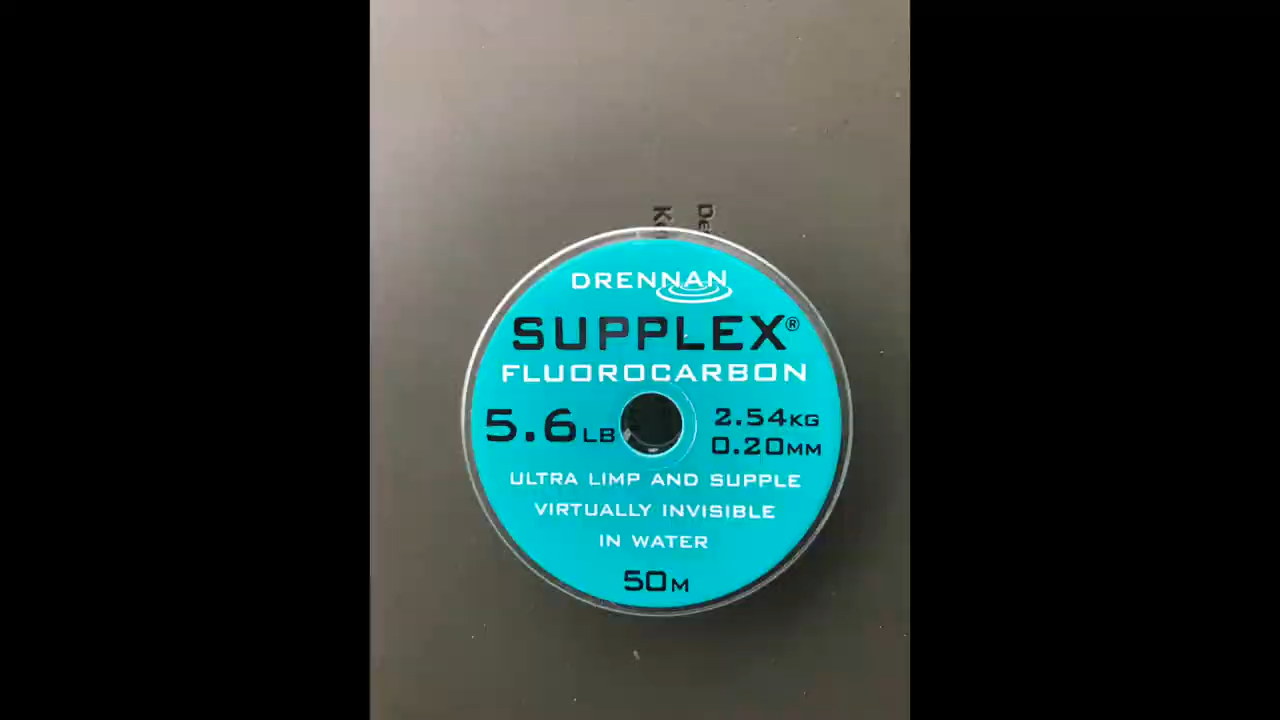 DRENNAN
SUPPLEX®
FLUOROCARBON
5.6LB
2.54KG
0.20MM
ULTRA LIMP AND SUPPLE
VIRTUALLY INVISIBLE
IN WATER
50M